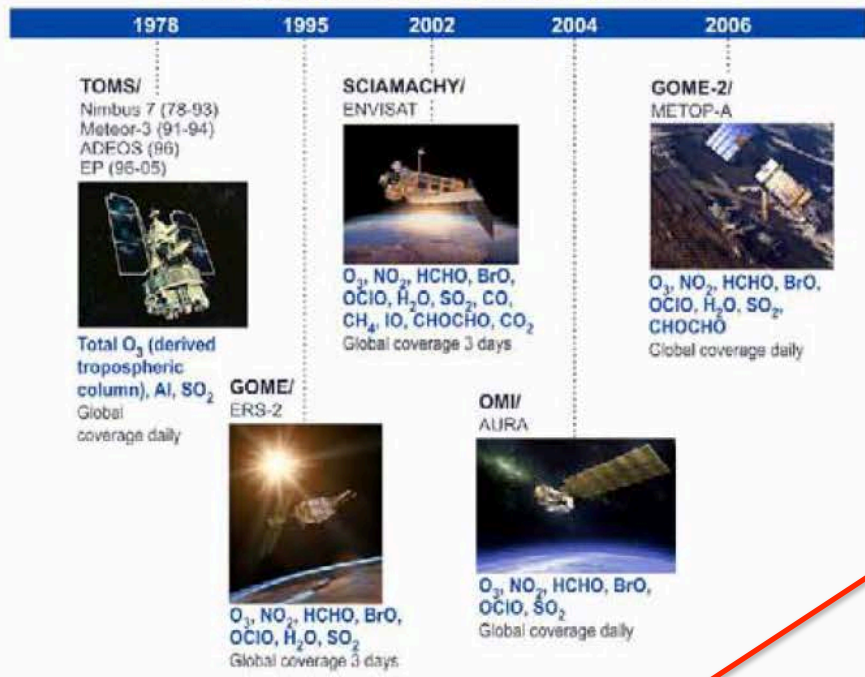 1978 1995 2002 2004 2006
TOMS/
Nimbus 7 (78-93)
Meteor-3 (91-94)
ADEOS (96)
EP (96-05)
Total O₃ (derived
tropospheric
column), AI, SO₂
Global
coverage daily
GOME/
ERS-2
O₃, NO₂, HCHO, BrO,
OClO, H₂O, SO₂
Global coverage 3 days
SCIAMACHY/
ENVISAT
O₃, NO₂, HCHO, BrO,
OClO, H₂O, SO₂, CO,
CH₄, IO, CHOCHO, CO₂
Global coverage 3 days
OMI/
AURA
O₃, NO₂, HCHO, BrO,
OClO, SO₂
Global coverage daily
GOME-2/
METOP-A
O₃, NO₂, HCHO, BrO,
OClO, H₂O, SO₂,
CHOCHO
Global coverage daily